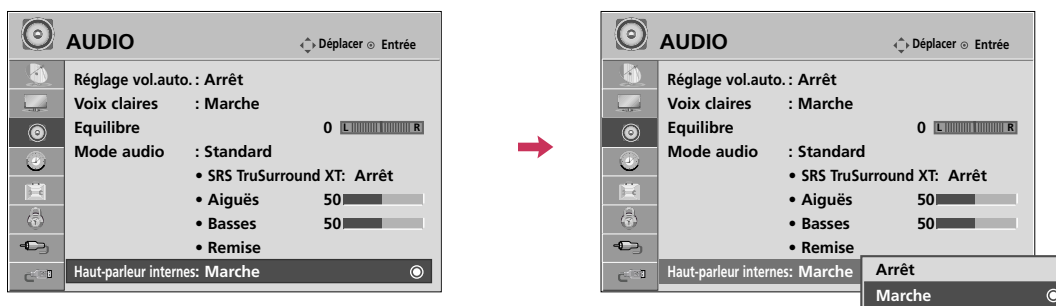 AUDIO
Déplacer Entrée
Réglage vol.auto. : Arrêt
Voix claires : Marche
Equilibre 0 L R
Mode audio : Standard
• SRS TruSurround XT: Arrêt
• Aiguës 50
• Basses 50
• Remise
Haut-parleur internes: Marche
AUDIO
Déplacer Entrée
Réglage vol.auto. : Arrêt
Voix claires : Marche
Equilibre 0 L R
Mode audio : Standard
• SRS TruSurround XT: Arrêt
• Aiguës 50
• Basses 50
• Remise
Haut-parleur internes: Marche
Arrêt
Marche